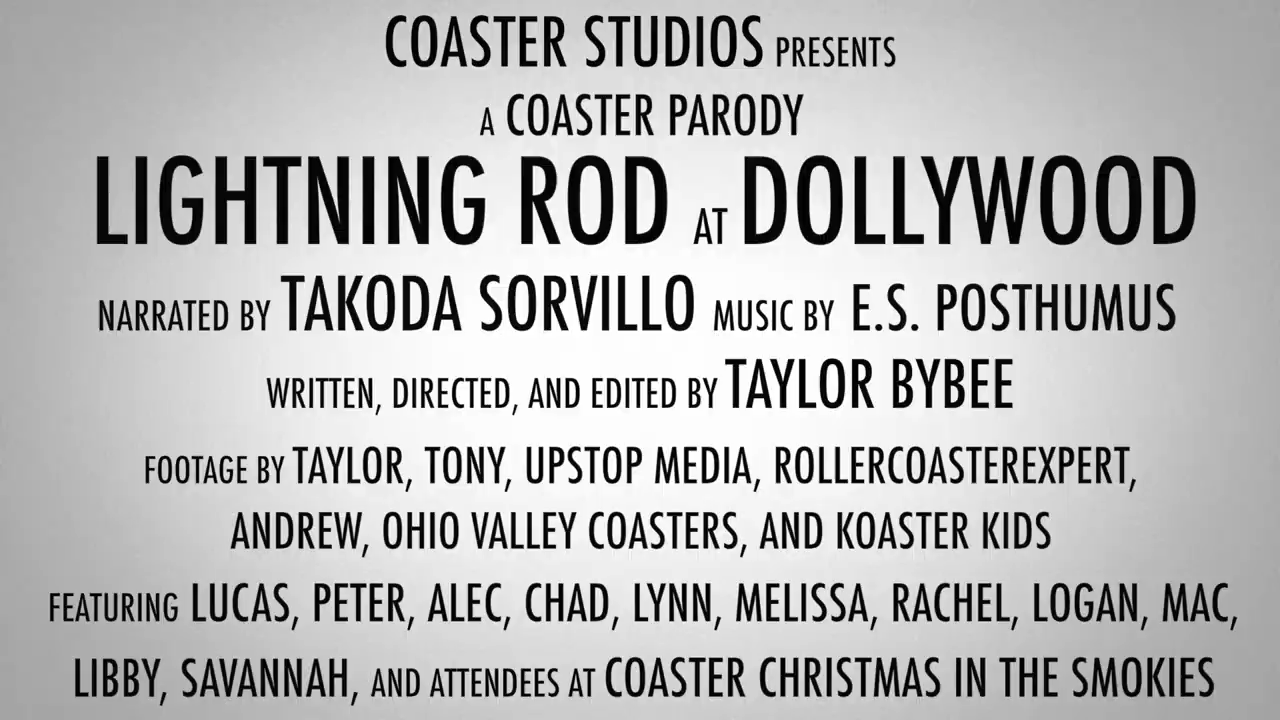 COASTER STUDIOS PRESENTS
A COASTER PARODY
LIGHTNING ROD AT DOLLYWOOD
NARRATED BY TAKODA SORVILLO MUSIC BY E.S. POSTHUMUS
WRITTEN, DIRECTED, AND EDITED BY TAYLOR BYBEE
FOOTAGE BY TAYLOR, TONY, UPSTOP MEDIA, ROLLERCOASTEREXPERT,
ANDREW, OHIO VALLEY COASTERS, AND KOASTER KIDS
FEATURING LUCAS, PETER, ALEC, CHAD, LYNN, MELISSA, RACHEL, LOGAN, MAC,
LIBBY, SAVANNAH, AND ATTENDEES AT COASTER CHRISTMAS IN THE SMOKIES